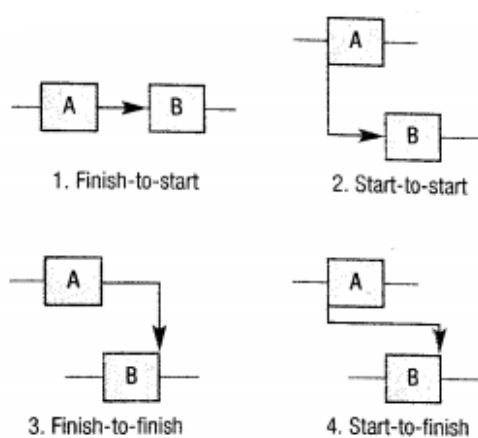 A
B
1. Finish-to-start
A
B
2. Start-to-start
A
B
3. Finish-to-finish
A
B
4. Start-to-finish